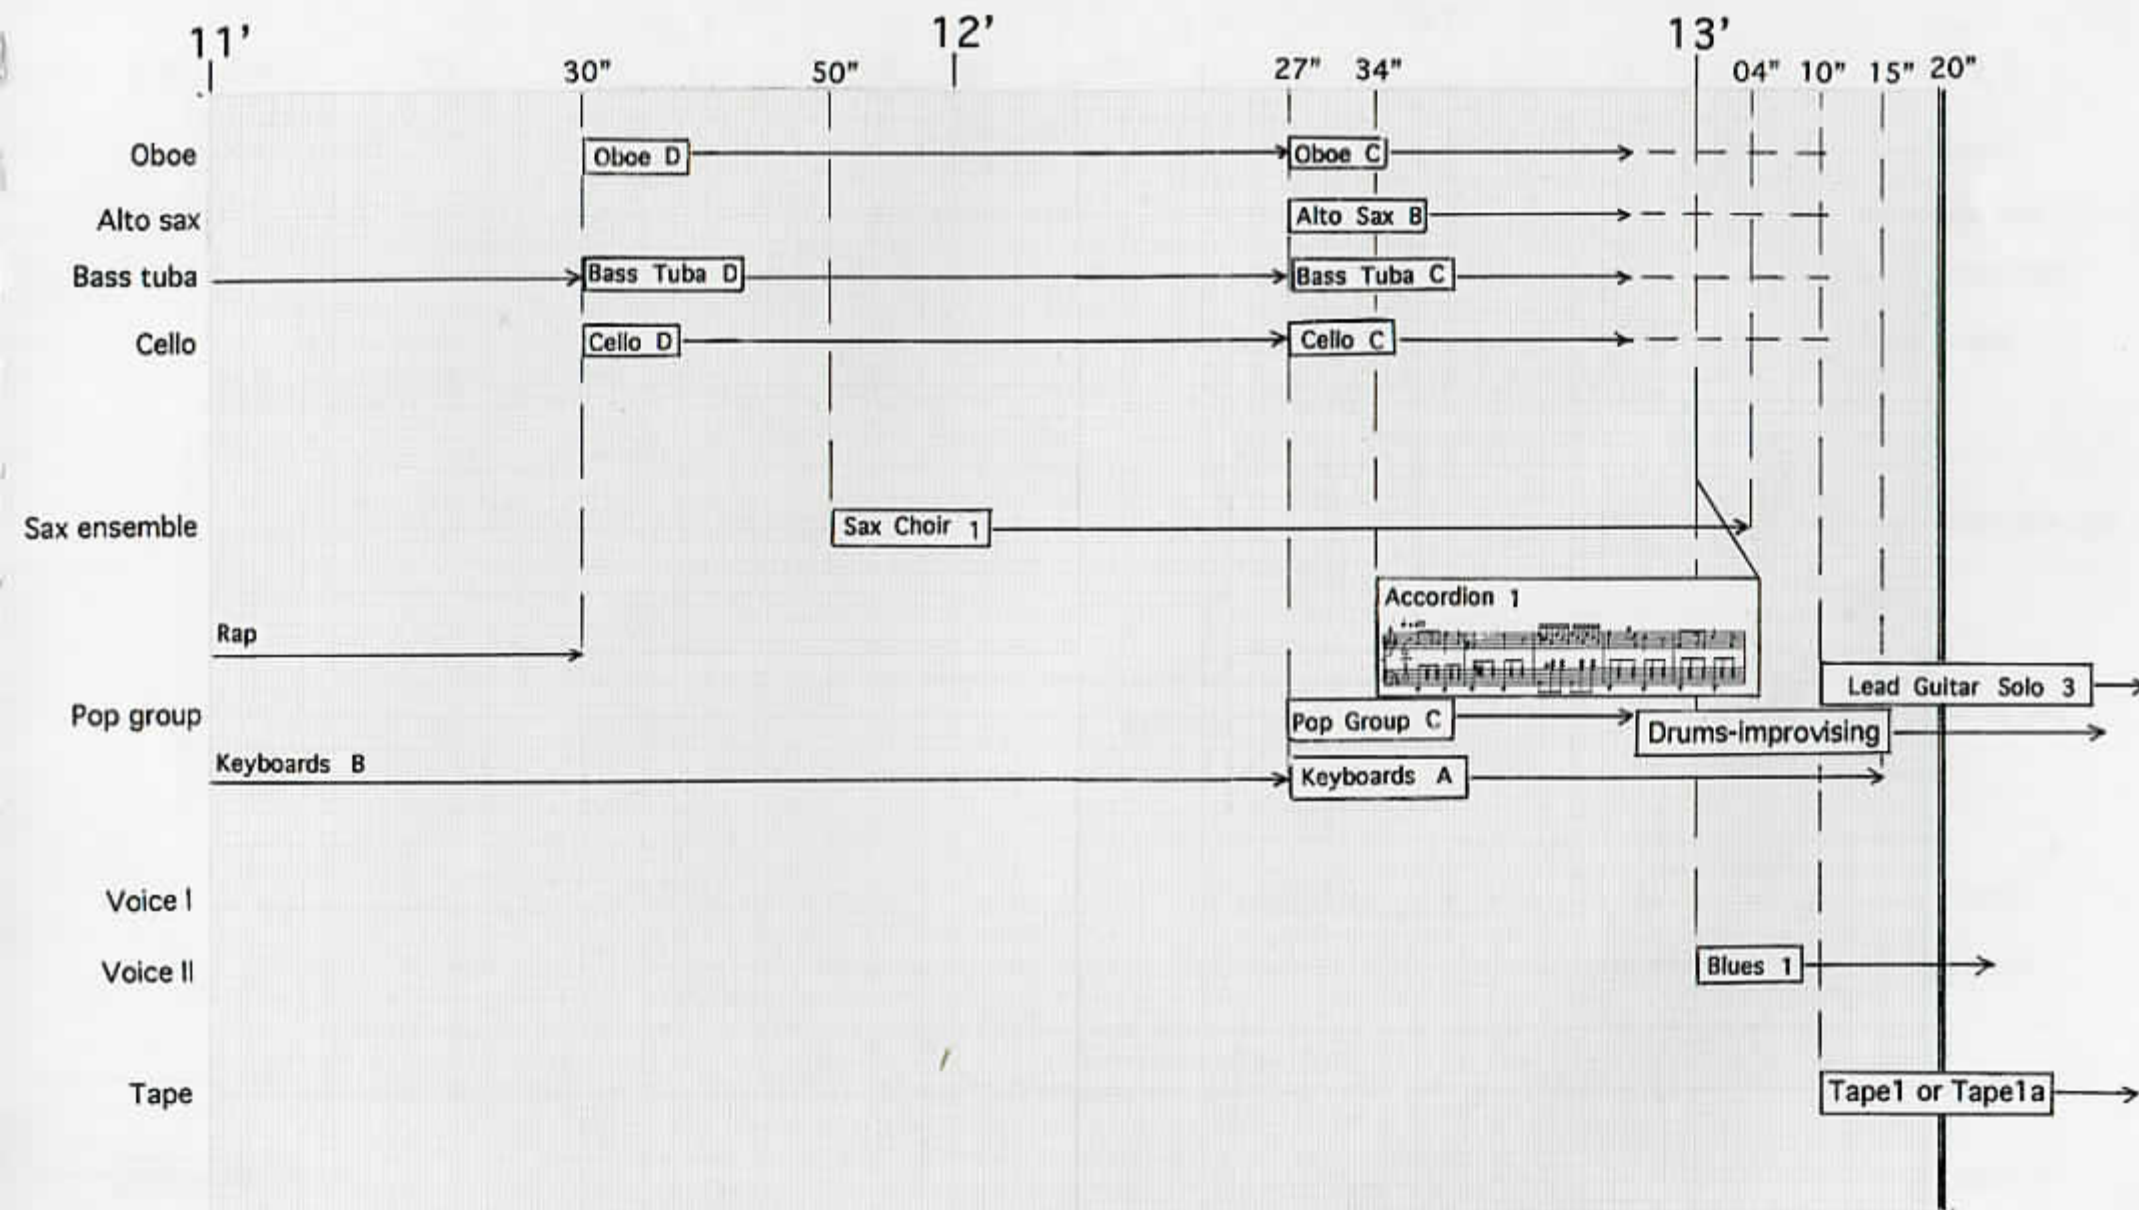 11' 12' 13'
30" 50" 27" 34" 04" 10" 15" 20"
Oboe Oboe D Oboe C
Alto sax Alto Sax B
Bass tuba Bass Tuba D Bass Tuba C
Cello Cello D Cello C
Sax ensemble Sax Choir 1
Accordion 1
Rap
Lead Guitar Solo 3
Pop group Pop Group C Drums-improvising
Keyboards B Keyboards A
Voice I
Voice II Blues 1
Tape Tape1 or Tape1a